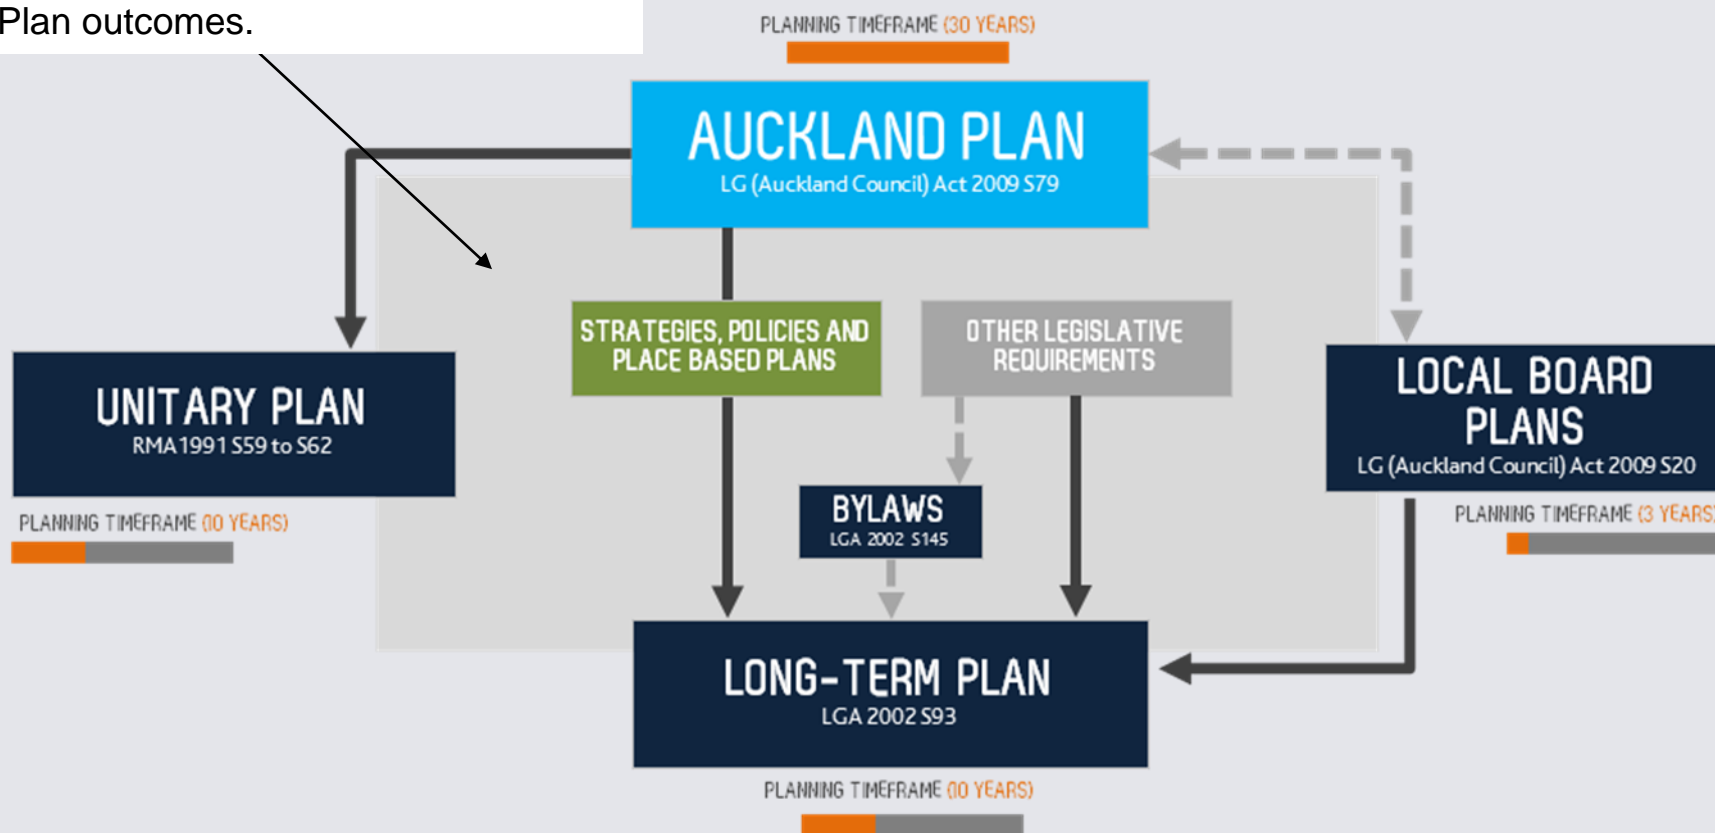 Plan outcomes.
PLANNING TIMEFRAME (30 YEARS)
AUCKLAND PLAN
LG (Auckland Council) Act 2009 S79
STRATEGIES, POLICIES AND
PLACE BASED PLANS
OTHER LEGISLATIVE
REQUIREMENTS
UNITARY PLAN
RMA 1991 S59 to S62
PLANNING TIMEFRAME (10 YEARS)
LOCAL BOARD
PLANS
LG (Auckland Council) Act 2009 S20
PLANNING TIMEFRAME (3 YEARS)
BYLAWS
LGA 2002 S145
LONG-TERM PLAN
LGA 2002 S93
PLANNING TIMEFRAME (10 YEARS)